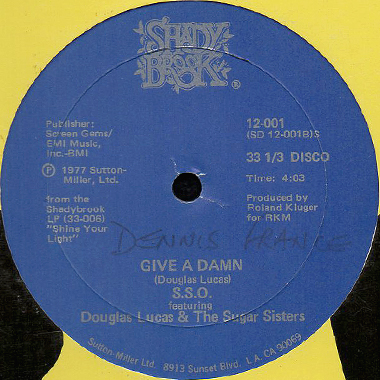 SHADY
BROOK®
Publisher:
Screen Gems/
EMI Music,
Inc.-BMI
℗ 1977 Sutton-
Miller, Ltd.
from the
Shadybrook
LP (33-006)
"Shine Your
Light"
12-001
(SD 12-001B)S
33 1/3 DISCO
Time: 4:03
Produced by
Roland Kluger
for RKM
DENNIS
GIVE A DAMN
(Douglas Lucas)
S.S.O.
featuring
Douglas Lucas & The Sugar Sisters
Sutton-Miller Ltd. 8913 Sunset Blvd. L.A. CA. 90069